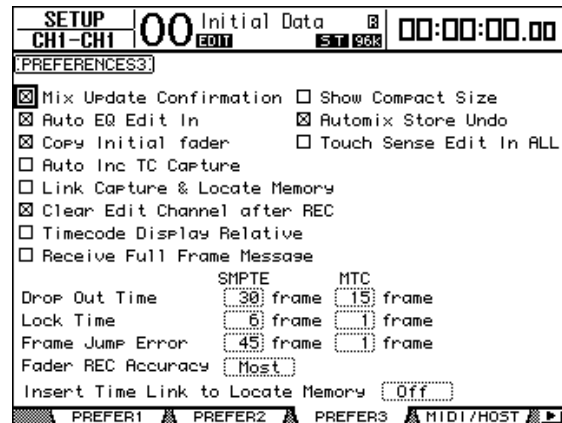 SETUP
CH1-CH1
00 Initial Data R
EDIT ST 96k
00:00:00.00
PREFERENCES3
Mix Update Confirmation
Show Compact Size
Auto EQ Edit In
Automix Store Undo
Copy Initial fader
Touch Sense Edit In ALL
Auto Inc TC Capture
Link Capture & Locate Memory
Clear Edit Channel after REC
Timecode Display Relative
Receive Full Frame Message
SMPTE MTC
Drop Out Time 30 frame 15 frame
Lock Time 6 frame 1 frame
Frame Jump Error 45 frame 1 frame
Fader REC Accuracy Most
Insert Time Link to Locate Memory Off
PREFER1 PREFER2 PREFER3 MIDI/HOST